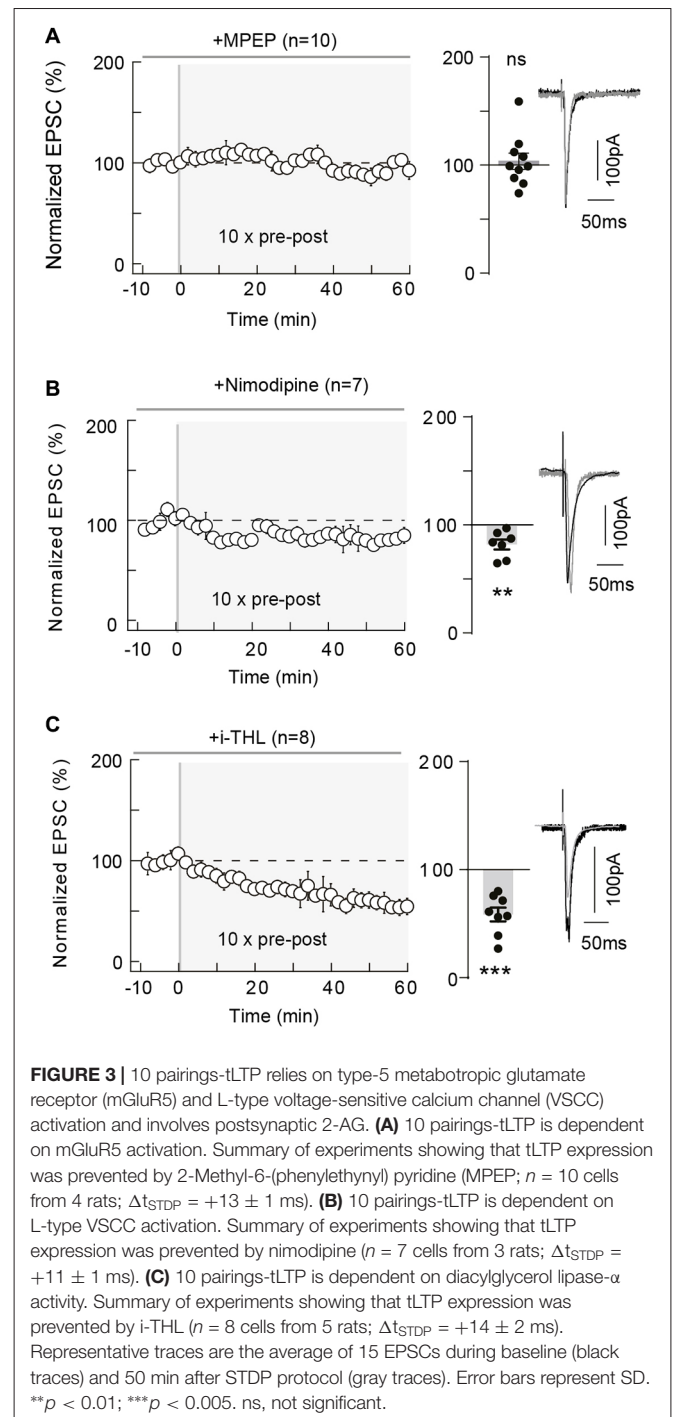 A
+MPEP (n=10)
Normalized EPSC (%)
200
100
0
10 x pre-post
-10 0 20 40 60
Time (min)
200
100
0
ns
100pA
50ms
B
+Nimodipine (n=7)
Normalized EPSC (%)
200
100
0
10 x pre-post
-10 0 20 40 60
Time (min)
200
100
0
**
100pA
50ms
C
+i-THL (n=8)
Normalized EPSC (%)
200
100
0
10 x pre-post
-10 0 20 40 60
Time (min)
200
100
0
***
100pA
50ms
FIGURE 3 | 10 pairings-tLTP relies on type-5 metabotropic glutamate
receptor (mGluR5) and L-type voltage-sensitive calcium channel (VSCC)
activation and involves postsynaptic 2-AG. (A) 10 pairings-tLTP is dependent
on mGluR5 activation. Summary of experiments showing that tLTP expression
was prevented by 2-Methyl-6-(phenylethynyl) pyridine (MPEP; n = 10 cells
from 4 rats; ΔtSTDP = +13 ± 1 ms). (B) 10 pairings-tLTP is dependent on
L-type VSCC activation. Summary of experiments showing that tLTP
expression was prevented by nimodipine (n = 7 cells from 3 rats; ΔtSTDP =
+11 ± 1 ms). (C) 10 pairings-tLTP is dependent on diacylglycerol lipase-α
activity. Summary of experiments showing that tLTP expression was
prevented by i-THL (n = 8 cells from 5 rats; ΔtSTDP = +14 ± 2 ms).
Representative traces are the average of 15 EPSCs during baseline (black
traces) and 50 min after STDP protocol (gray traces). Error bars represent SD.
**p < 0.01; ***p < 0.005. ns, not significant.